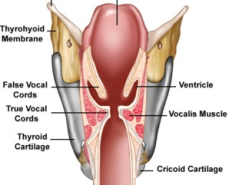 Thyrohyoid
Membrane
False Vocal
Cords
Ventricle
True Vocal
Cords
Vocalis Muscle
Thyroid
Cartilage
Cricoid Cartilage